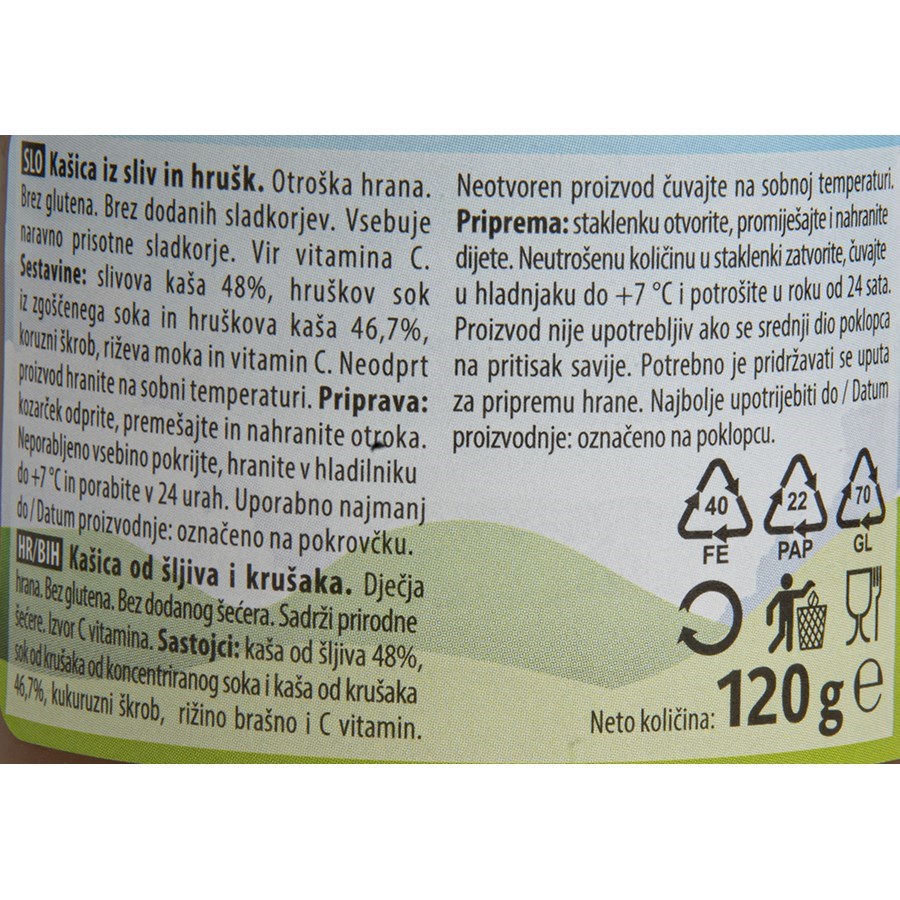 SLO Kašica iz sliv in hrušk. Otroška hrana.
Brez glutena. Brez dodanih sladkorjev. Vsebuje
naravno prisotne sladkorje. Vir vitamina C.
Sestavine: slivova kaša 48%, hruškov sok
iz zgoščenega soka in hruškova kaša 46,7%,
koruzni škrob, riževa moka in vitamin C. Neodprt
proizvod hranite na sobni temperaturi. Priprava:
kozarček odprite, premešajte in nahranite otroka.
Neporabljeno vsebino pokrijte, hranite v hladilniku
do +7 °C in porabite v 24 urah. Uporabno najmanj
do / Datum proizvodnje: označeno na pokrovčku.
HR/BIH Kašica od šljiva i krušaka. Dječja
hrana. Bez glutena. Bez dodanog šećera. Sadrži prirodne
šećere. Izvor C vitamina. Sastojci: kaša od šljiva 48%,
sok od krušaka od koncentriranog soka i kaša od krušaka
46,7%, kukuruzni škrob, rižino brašno i C vitamin.
Neotvoren proizvod čuvajte na sobnoj temperaturi.
Priprema: staklenku otvorite, promiješajte i nahranite
dijete. Neutrošenu količinu u staklenki zatvorite, čuvajte
u hladnjaku do +7 °C i potrošite u roku od 24 sata.
Proizvod nije upotrebljiv ako se srednji dio poklopca
na pritisak savije. Potrebno je pridržavati se uputa
za pripremu hrane. Najbolje upotrijebiti do / Datum
proizvodnje: označeno na poklopcu.
40 22 70
FE PAP GL
Neto količina: 120 g e